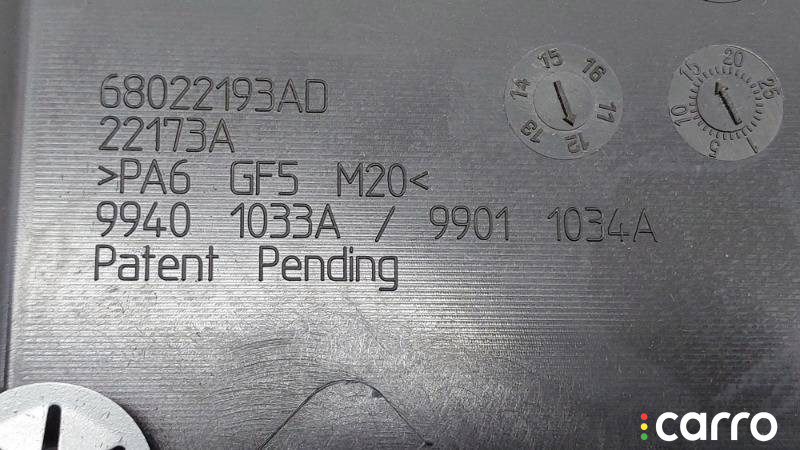 68022193AD
22173A
>PA6 GF5 M20<
9940 1033A / 9901 1034A
Patent Pending
11 12 13 14 15 16
1 5 10 15 20 25
carro